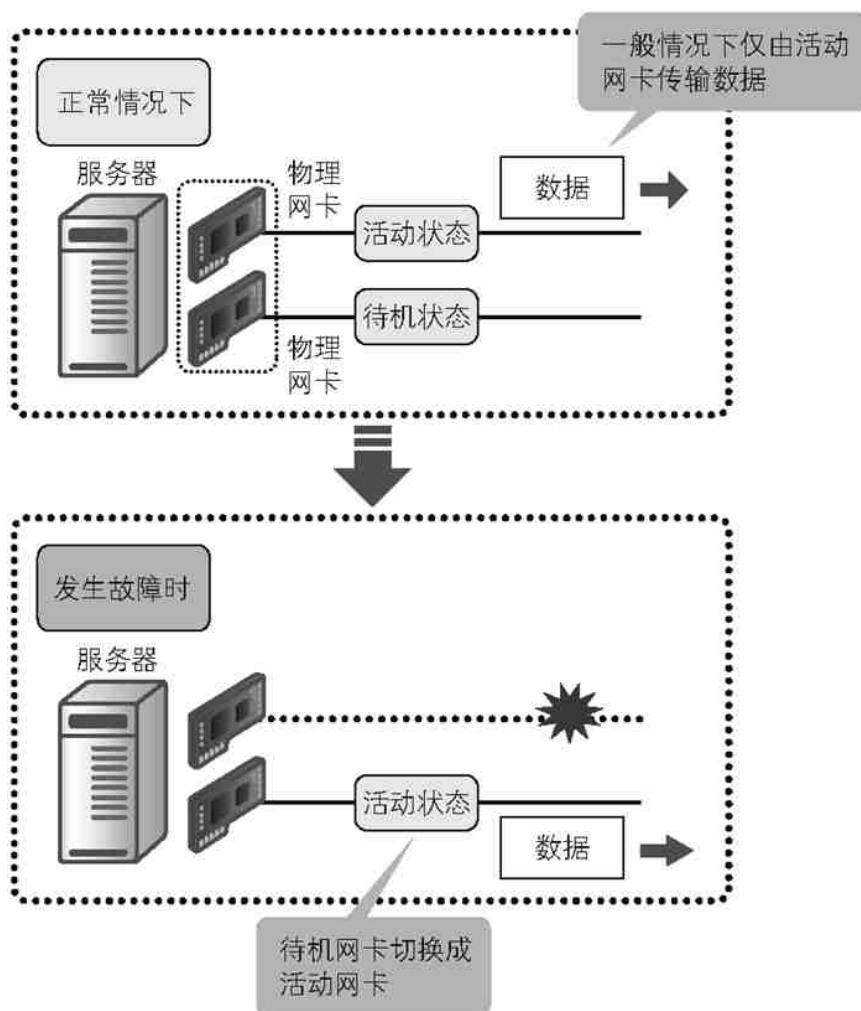 一般情况下仅由活动
网卡传输数据
正常情况下
服务器
物理
网卡
数据
活动状态
待机状态
物理
网卡
发生故障时
服务器
活动状态
数据
待机网卡切换成
活动网卡